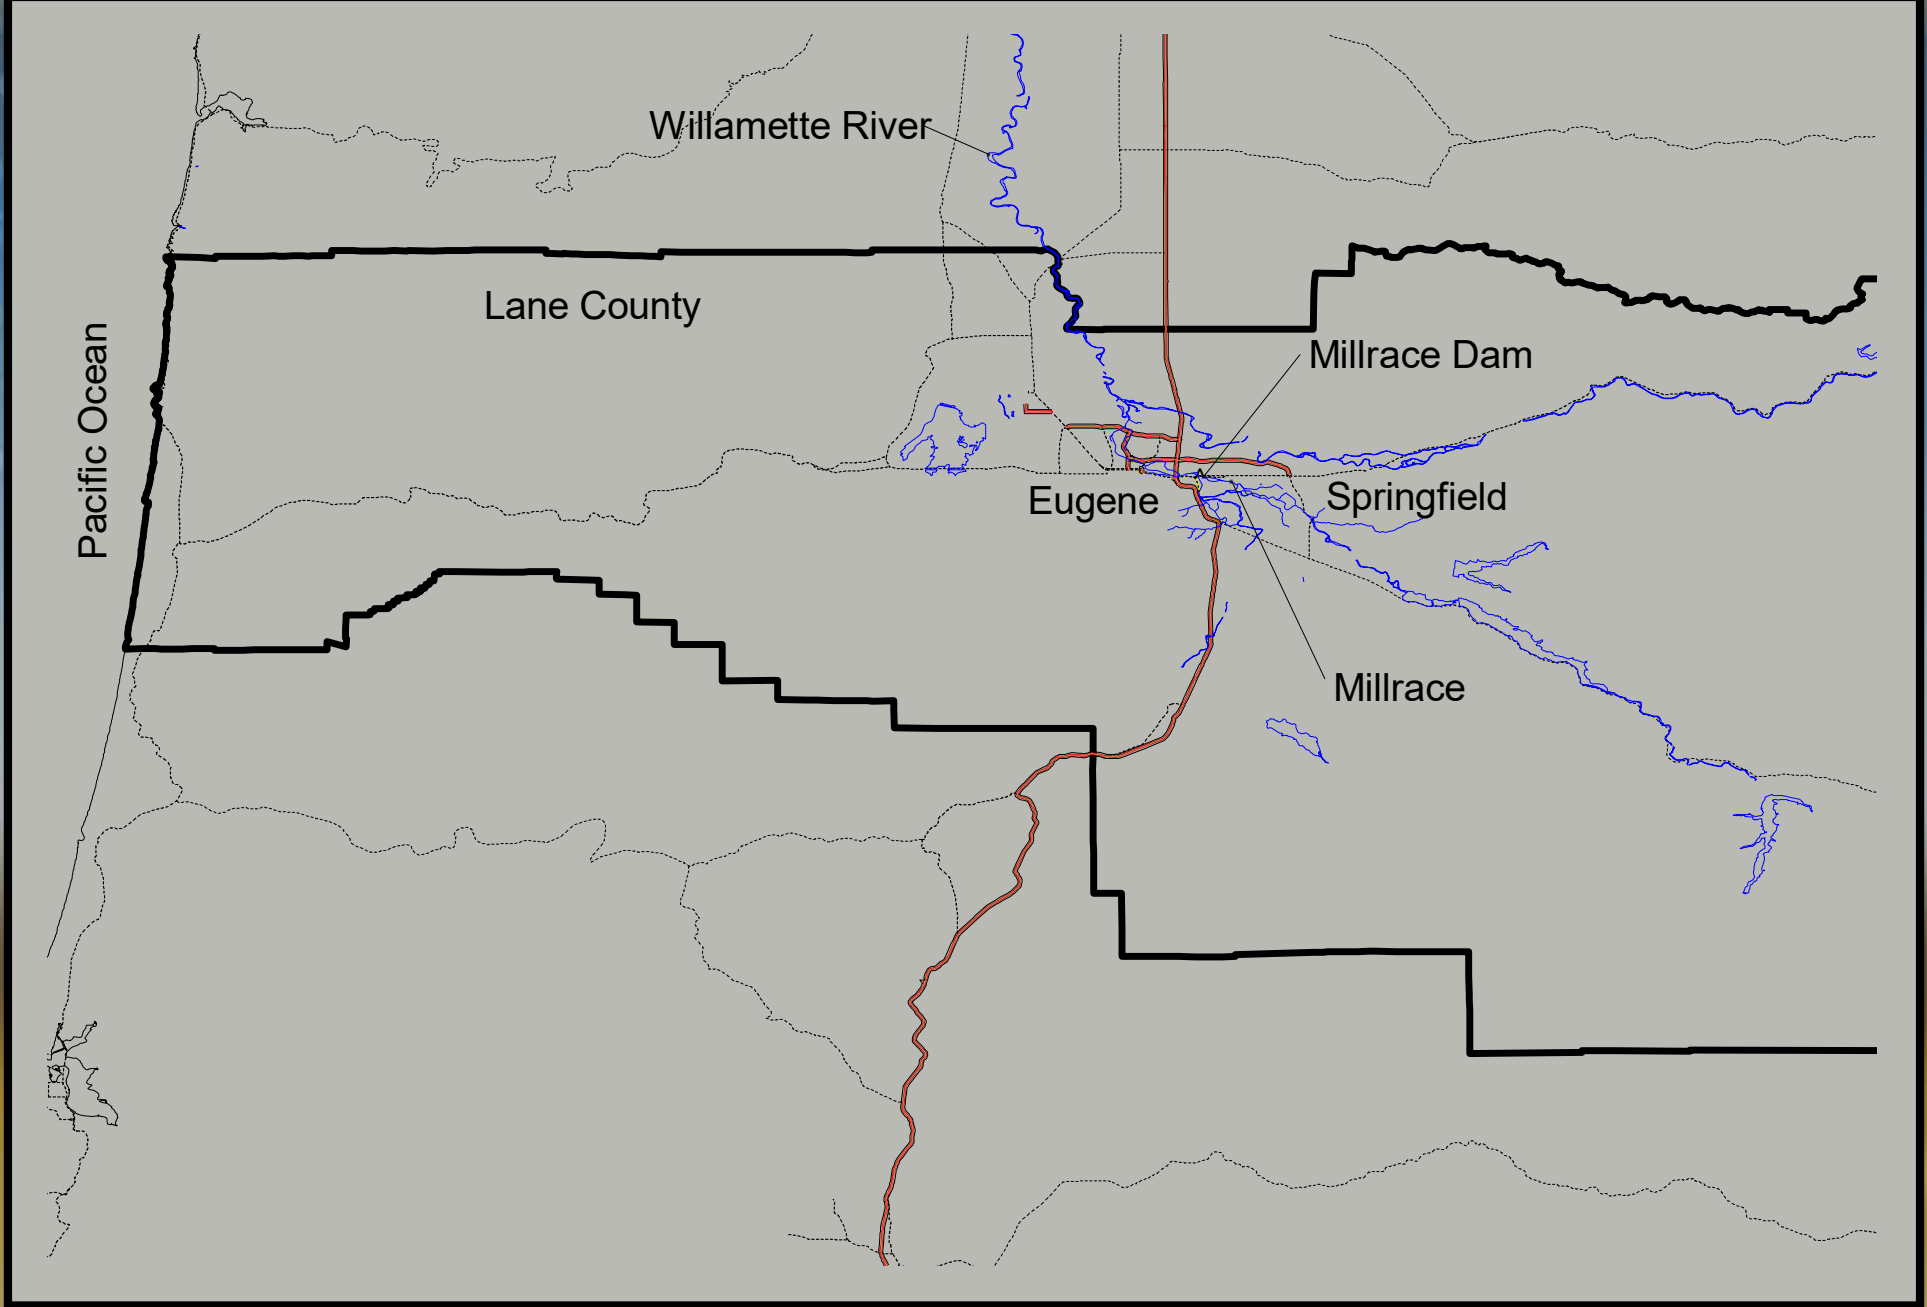 Willamette River
Lane County
Pacific Ocean
Millrace Dam
Eugene
Springfield
Millrace